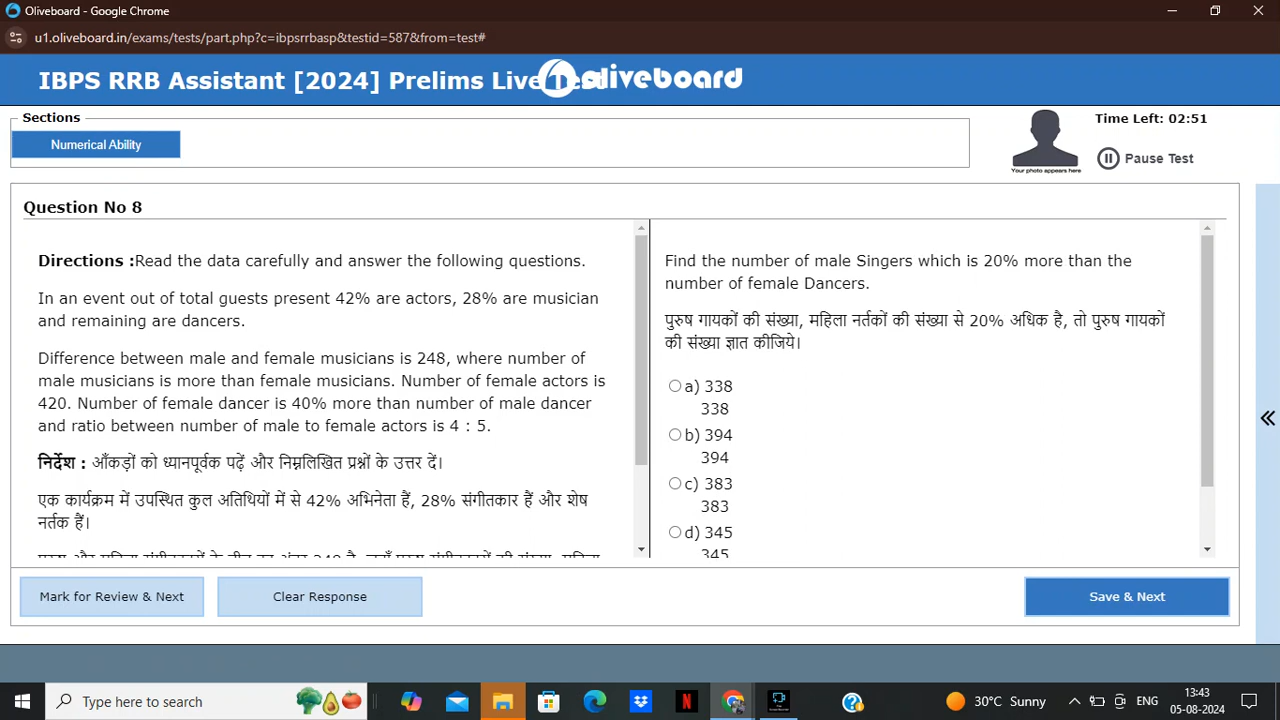 Oliveboard - Google Chrome
u1.oliveboard.in/exams/tests/part.php?c=ibpsrrbasp&testid=587&from=test#
IBPS RRB Assistant [2024] Prelims Live Test
oliveboard
Sections
Numerical Ability
Your photo appears here
Time Left: 02:51
Pause Test
Question No 8
Directions :Read the data carefully and answer the following questions.
In an event out of total guests present 42% are actors, 28% are musician
and remaining are dancers.
Difference between male and female musicians is 248, where number of
male musicians is more than female musicians. Number of female actors is
420. Number of female dancer is 40% more than number of male dancer
and ratio between number of male to female actors is 4 : 5.
निर्देश : आँकड़ों को ध्यानपूर्वक पढ़ें और निम्नलिखित प्रश्नों के उत्तर दें।
एक कार्यक्रम में उपस्थित कुल अतिथियों में से 42% अभिनेता हैं, 28% संगीतकार हैं और शेष
नर्तक हैं।
Find the number of male Singers which is 20% more than the
number of female Dancers.
पुरुष गायकों की संख्या, महिला नर्तकों की संख्या से 20% अधिक है, तो पुरुष गायकों
की संख्या ज्ञात कीजिये।
a) 338
338
b) 394
394
c) 383
383
d) 345
345
Mark for Review & Next
Clear Response
Save & Next
Type here to search
30°C Sunny
ENG
13:43
05-08-2024